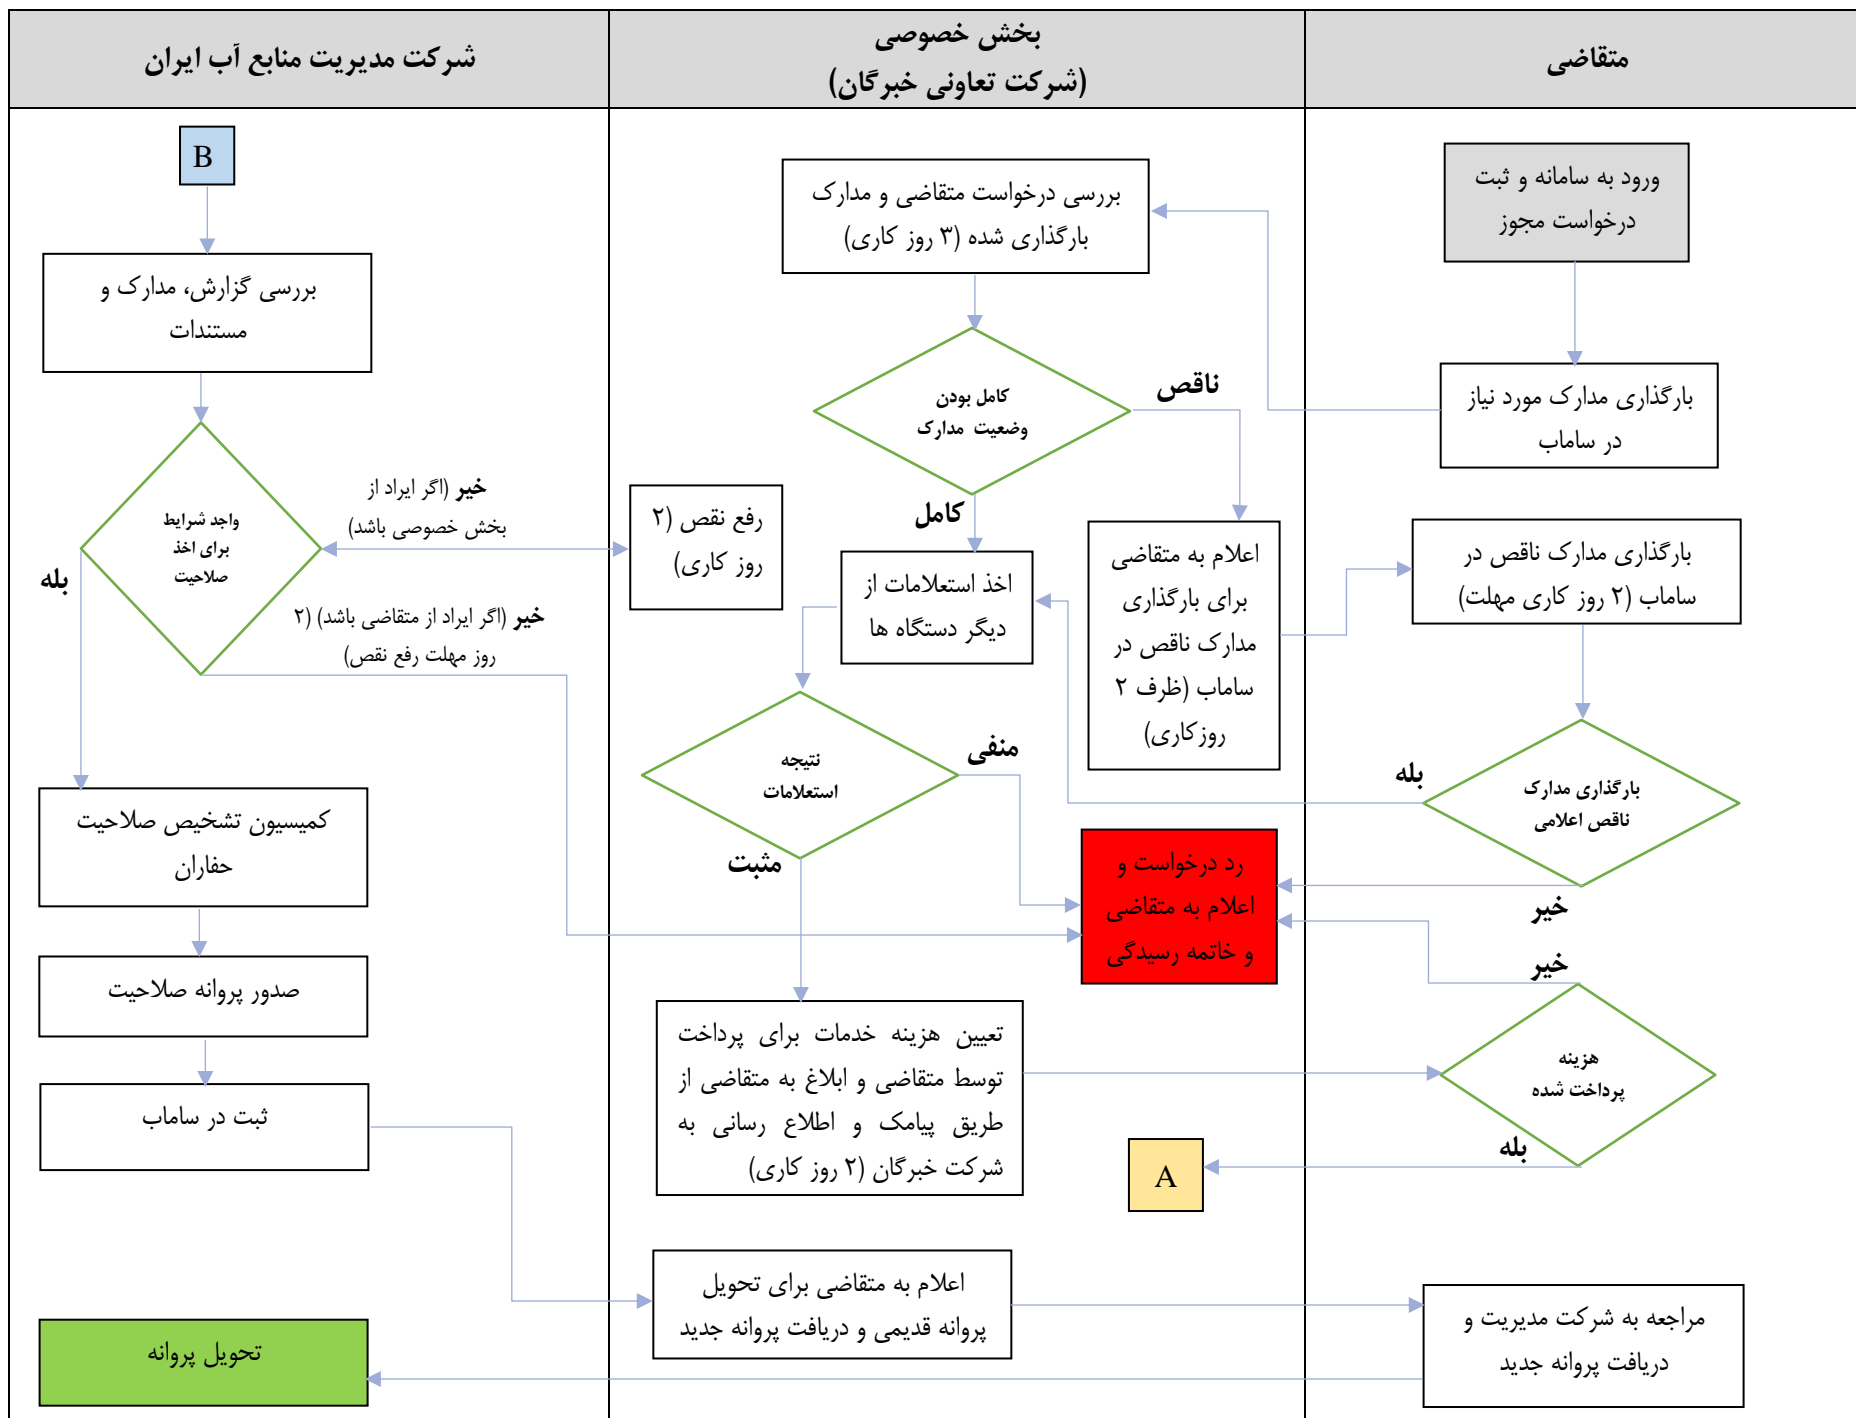 متقاضی
بخش خصوصی
(شرکت تعاونی خبرگان)
شرکت مدیریت منابع آب ایران
ورود به سامانه و ثبت
درخواست مجوز
بارگذاری مدارک مورد نیاز
در ساماب
بارگذاری مدارک ناقص در
ساماب (۲ روز کاری مهلت)
بارگذاری مدارک
ناقص اعلامی
بله
خیر
خیر
هزینه
پرداخت شده
بله
مراجعه به شرکت مدیریت و
دریافت پروانه جدید
بررسی درخواست متقاضی و مدارک
بارگذاری شده (۳ روز کاری)
کامل بودن
وضعیت مدارک
ناقص
کامل
اعلام به متقاضی
برای بارگذاری
مدارک ناقص در
ساماب (ظرف ۲
روزکاری)
اخذ استعلامات از
دیگر دستگاه ها
رفع نقص (۲
روز کاری)
نتیجه
استعلامات
منفی
مثبت
رد درخواست و
اعلام به متقاضی
و خاتمه رسیدگی
تعیین هزینه خدمات برای پرداخت
توسط متقاضی و ابلاغ به متقاضی از
طریق پیامک و اطلاع رسانی به
شرکت خبرگان (۲ روز کاری)
A
اعلام به متقاضی برای تحویل
پروانه قدیمی و دریافت پروانه جدید
B
بررسی گزارش، مدارک و
مستندات
واجد شرایط
برای اخذ
صلاحیت
خیر (اگر ایراد از
بخش خصوصی باشد)
خیر (اگر ایراد از متقاضی باشد) (۲
روز مهلت رفع نقص)
بله
کمیسیون تشخیص صلاحیت
حفاران
صدور پروانه صلاحیت
ثبت در ساماب
تحویل پروانه